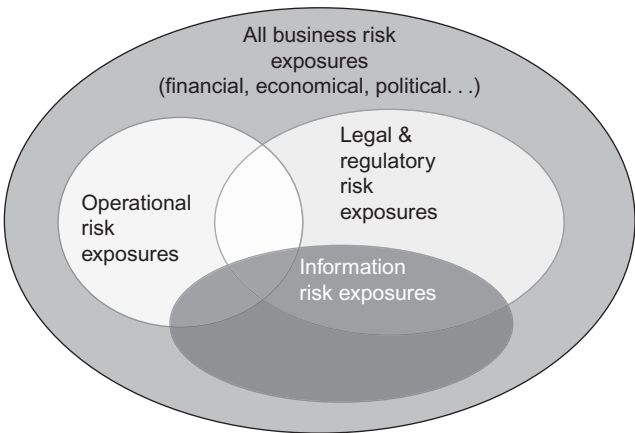 All business risk
exposures
(financial, economical, political. . .)
Legal &
regulatory
risk
exposures
Operational
risk
exposures
Information
risk exposures